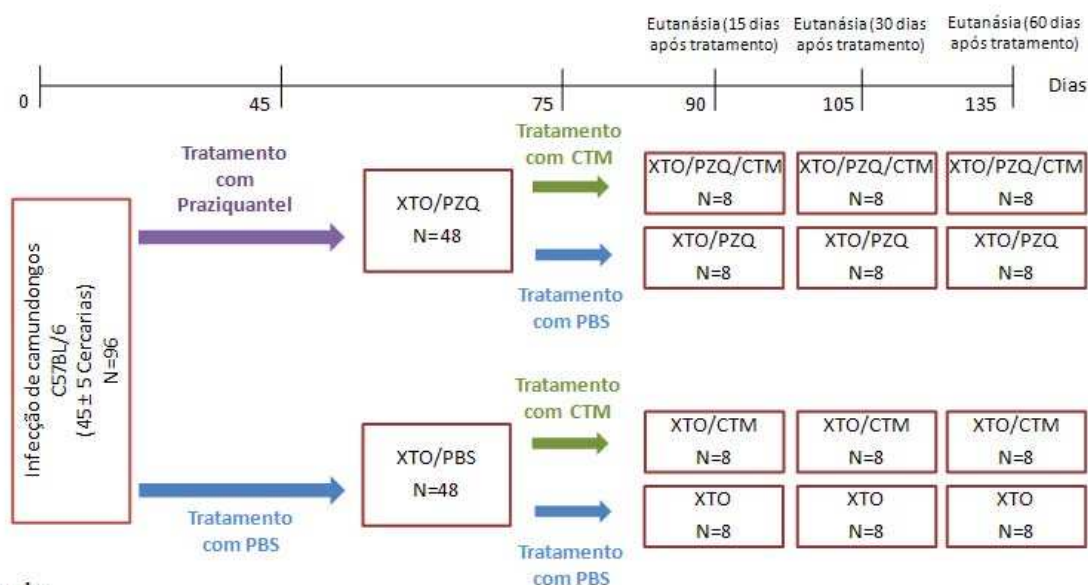 Eutanásia (15 dias
após tratamento)
Eutanásia (30 dias
após tratamento)
Eutanásia (60 dias
após tratamento)
0
45
75
90
105
135
Dias
Infecção de camundongos
C57BL/6
(45 ± 5 Cercarias)
N=96
Tratamento
com
Praziquantel
XTO/PZQ
N=48
Tratamento
com CTM
Tratamento
com PBS
XTO/PZQ/CTM
N=8
XTO/PZQ/CTM
N=8
XTO/PZQ/CTM
N=8
XTO/PZQ
N=8
XTO/PZQ
N=8
XTO/PZQ
N=8
Tratamento
com PBS
XTO/PBS
N=48
Tratamento
com CTM
Tratamento
com PBS
XTO/CTM
N=8
XTO/CTM
N=8
XTO/CTM
N=8
XTO
N=8
XTO
N=8
XTO
N=8